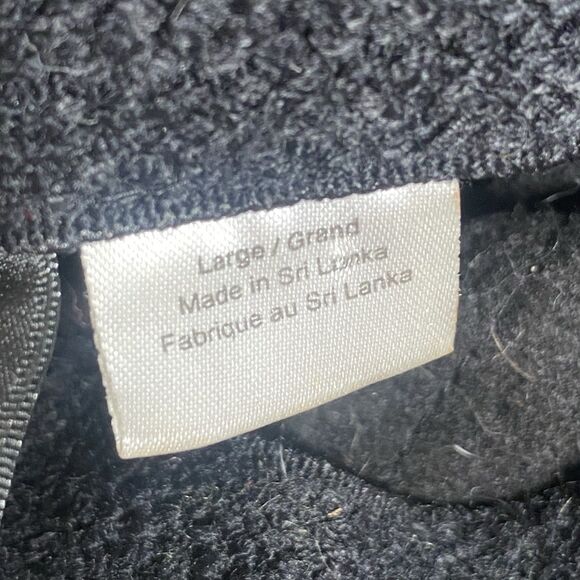 Large / Grand
Made in Sri Lanka
Fabrique au Sri Lanka